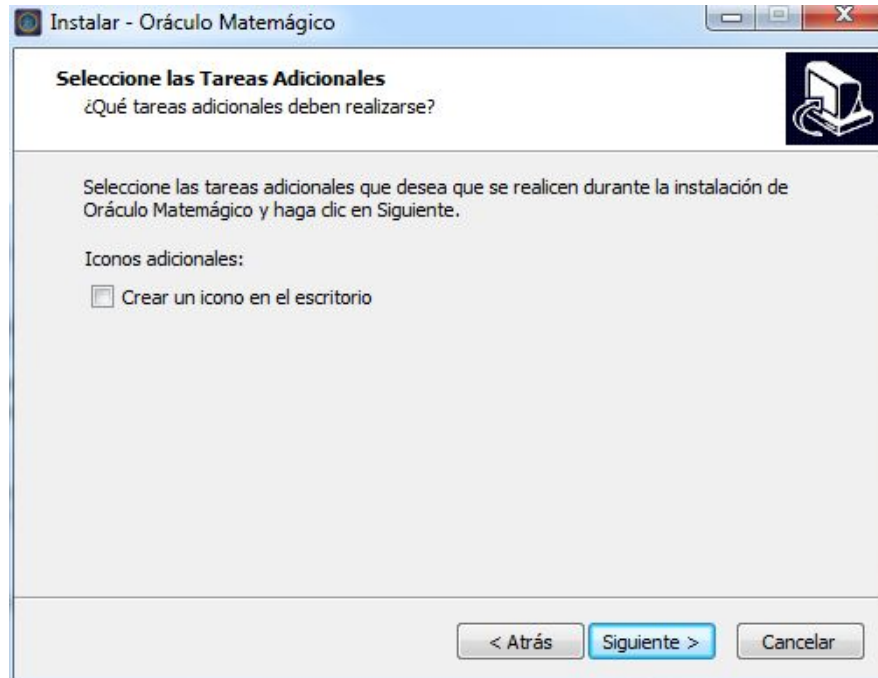 Instalar - Oráculo Matemágico
Seleccione las Tareas Adicionales
¿Qué tareas adicionales deben realizarse?
Seleccione las tareas adicionales que desea que se realicen durante la instalación de
Oráculo Matemágico y haga clic en Siguiente.
Iconos adicionales:
Crear un icono en el escritorio
< Atrás Siguiente > Cancelar